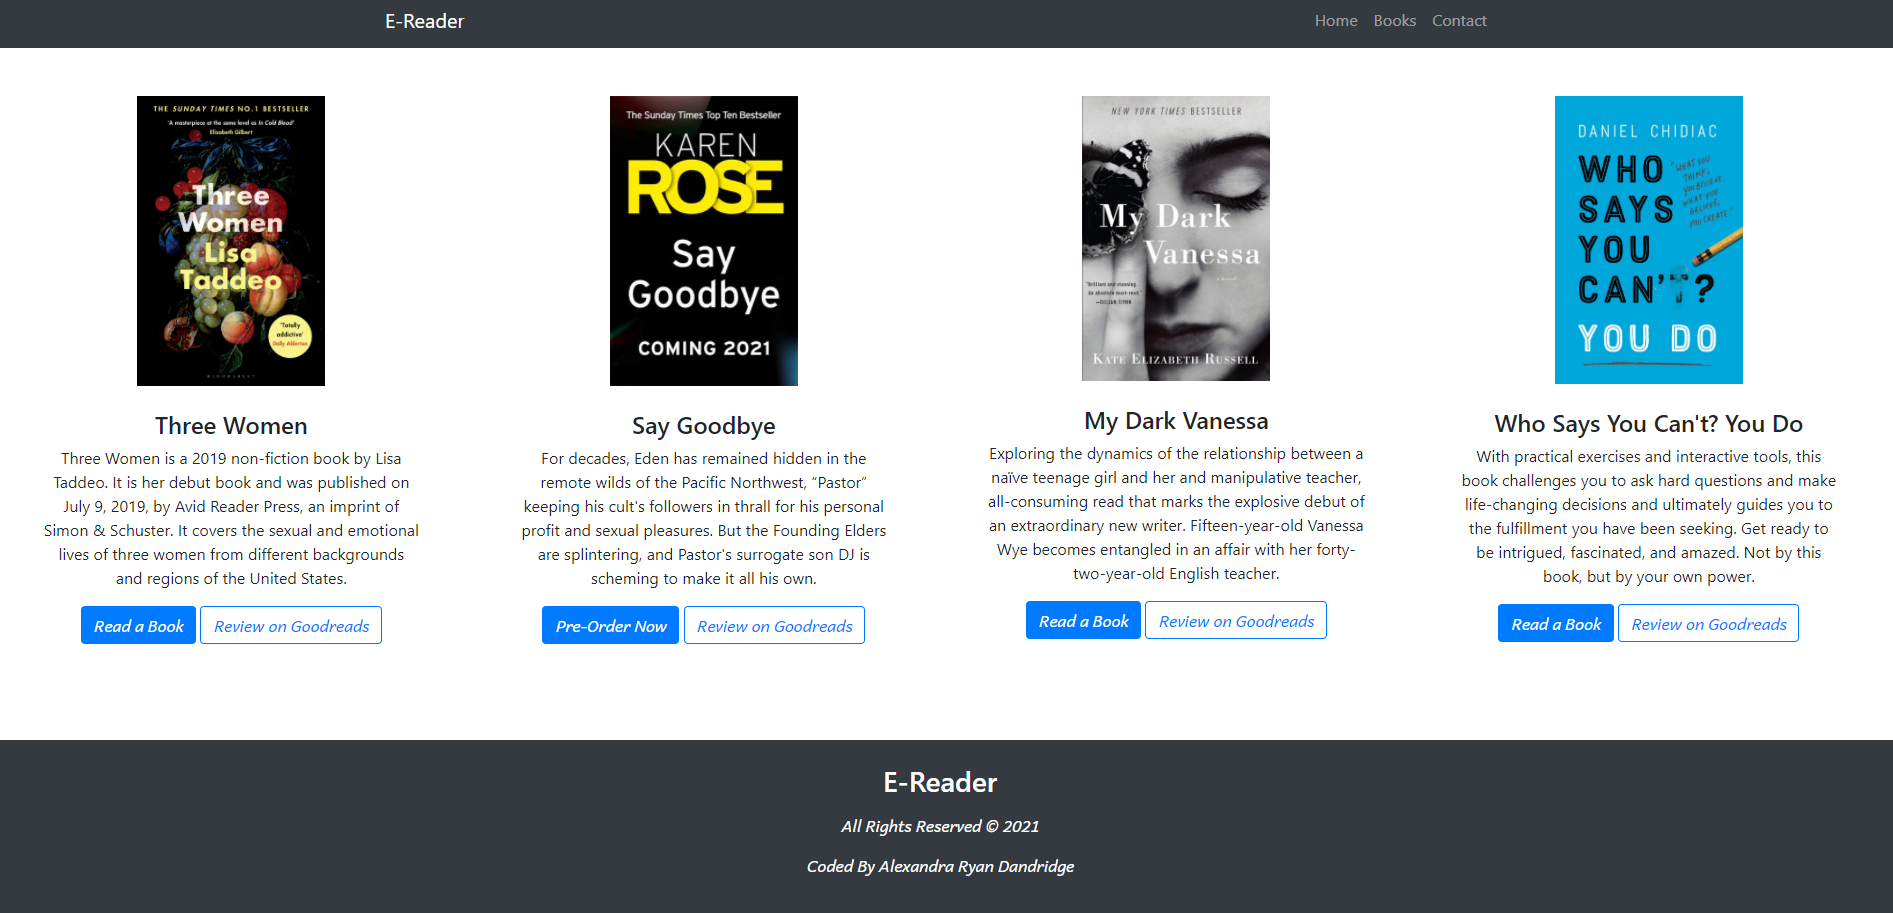 E-Reader
Home Books Contact
THE SUNDAY TIMES NO.1 BESTSELLER
'A masterpiece at the same level as In Cold Blood'
Elizabeth Gilbert
Three
Women
Lisa
Taddeo
'Totally
addictive'
Dolly Alderton
BLOOMSBURY
Three Women
Three Women is a 2019 non-fiction book by Lisa
Taddeo. It is her debut book and was published on
July 9, 2019, by Avid Reader Press, an imprint of
Simon & Schuster. It covers the sexual and emotional
lives of three women from different backgrounds
and regions of the United States.
Read a Book Review on Goodreads
The Sunday Times Top Ten Bestseller
KAREN
ROSE
Say
Goodbye
COMING 2021
Say Goodbye
For decades, Eden has remained hidden in the
remote wilds of the Pacific Northwest, “Pastor”
keeping his cult's followers in thrall for his personal
profit and sexual pleasures. But the Founding Elders
are splintering, and Pastor's surrogate son DJ is
scheming to make it all his own.
Pre-Order Now Review on Goodreads
NEW YORK TIMES BESTSELLER
My Dark
Vanessa
a novel
"Brilliant and stunning
An absolute must-read."
—GILLIAN FLYNN
KATE ELIZABETH RUSSELL
My Dark Vanessa
Exploring the dynamics of the relationship between a
naïve teenage girl and her and manipulative teacher,
all-consuming read that marks the explosive debut of
an extraordinary new writer. Fifteen-year-old Vanessa
Wye becomes entangled in an affair with her forty-
two-year-old English teacher.
Read a Book Review on Goodreads
DANIEL CHIDIAC
WHO
SAYS
YOU
CAN'T?
YOU DO
"WHAT YOU
THINK,
YOU BELIEVE.
WHAT YOU
BELIEVE,
YOU CREATE."
Who Says You Can't? You Do
With practical exercises and interactive tools, this
book challenges you to ask hard questions and make
life-changing decisions and ultimately guides you to
the fulfillment you have been seeking. Get ready to
be intrigued, fascinated, and amazed. Not by this
book, but by your own power.
Read a Book Review on Goodreads
E-Reader
All Rights Reserved © 2021
Coded By Alexandra Ryan Dandridge